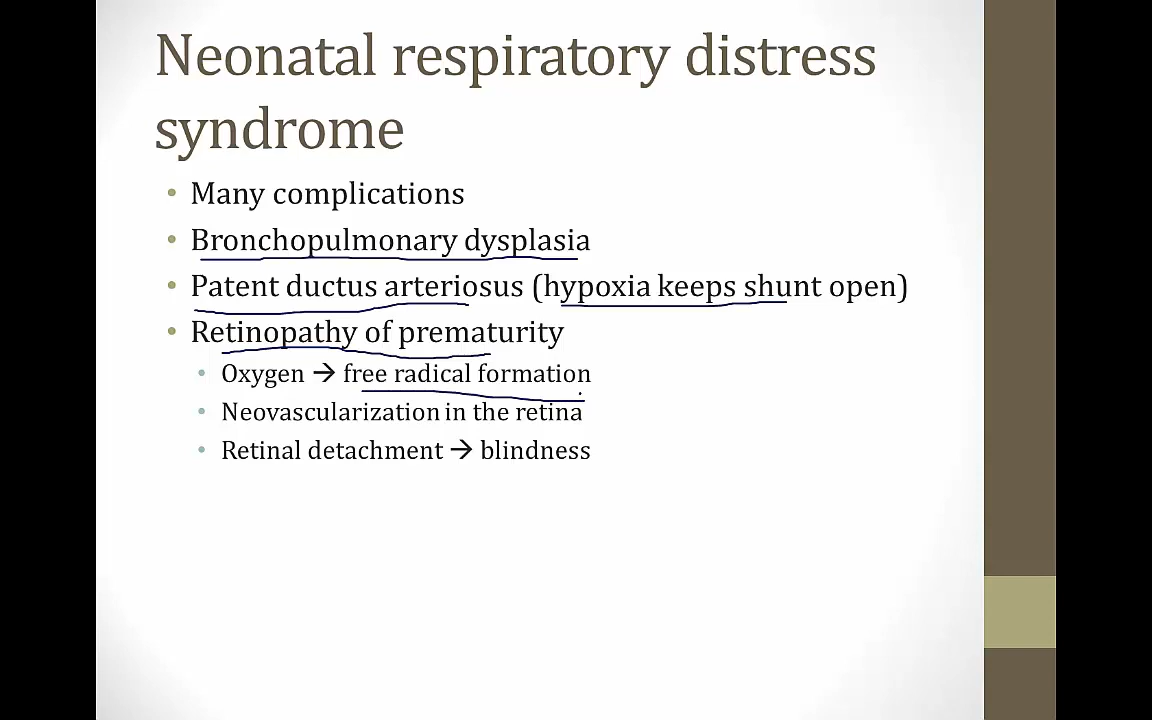 Neonatal respiratory distress
syndrome
• Many complications
• Bronchopulmonary dysplasia
• Patent ductus arteriosus (hypoxia keeps shunt open)
• Retinopathy of prematurity
• Oxygen → free radical formation
• Neovascularization in the retina
• Retinal detachment → blindness